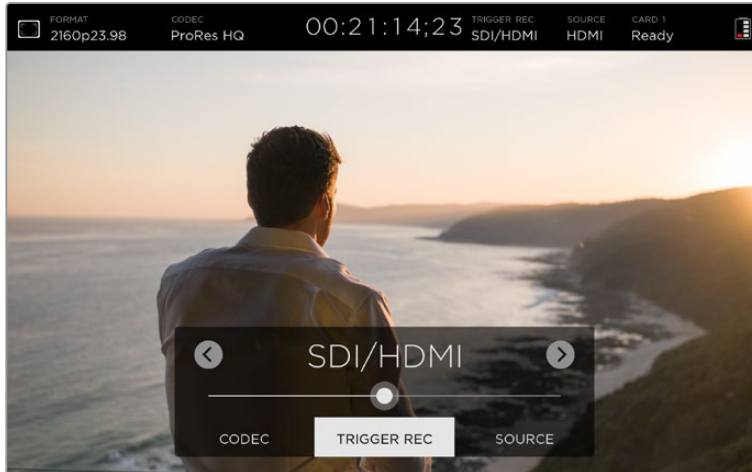 FORMAT
2160p23.98
CODEC
ProRes HQ
00:21:14;23
TRIGGER REC
SDI/HDMI
SOURCE
HDMI
CARD 1
Ready
SDI/HDMI
CODEC
TRIGGER REC
SOURCE